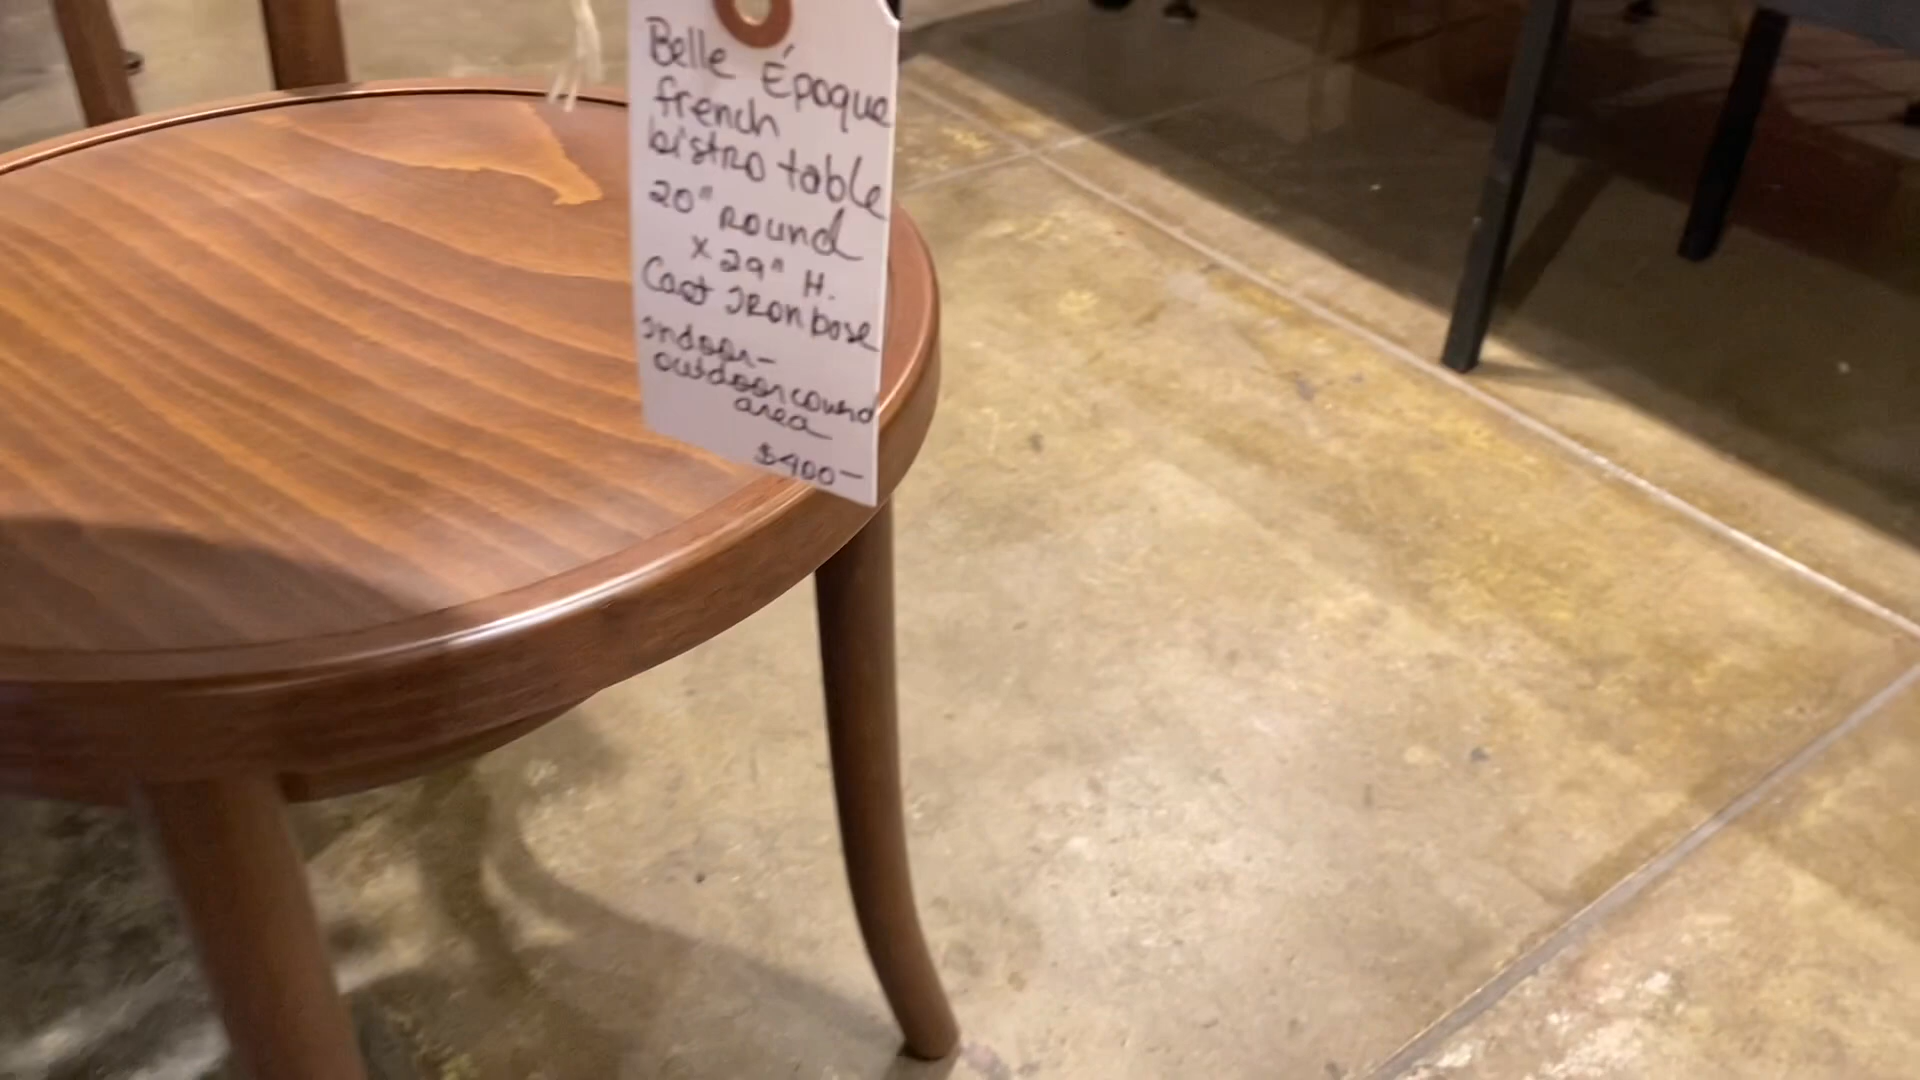 Belle Époque
french
bistro table
20" Round
x 29" H.
Cast Iron base
Indoor-
outdoor covered
area
$400-